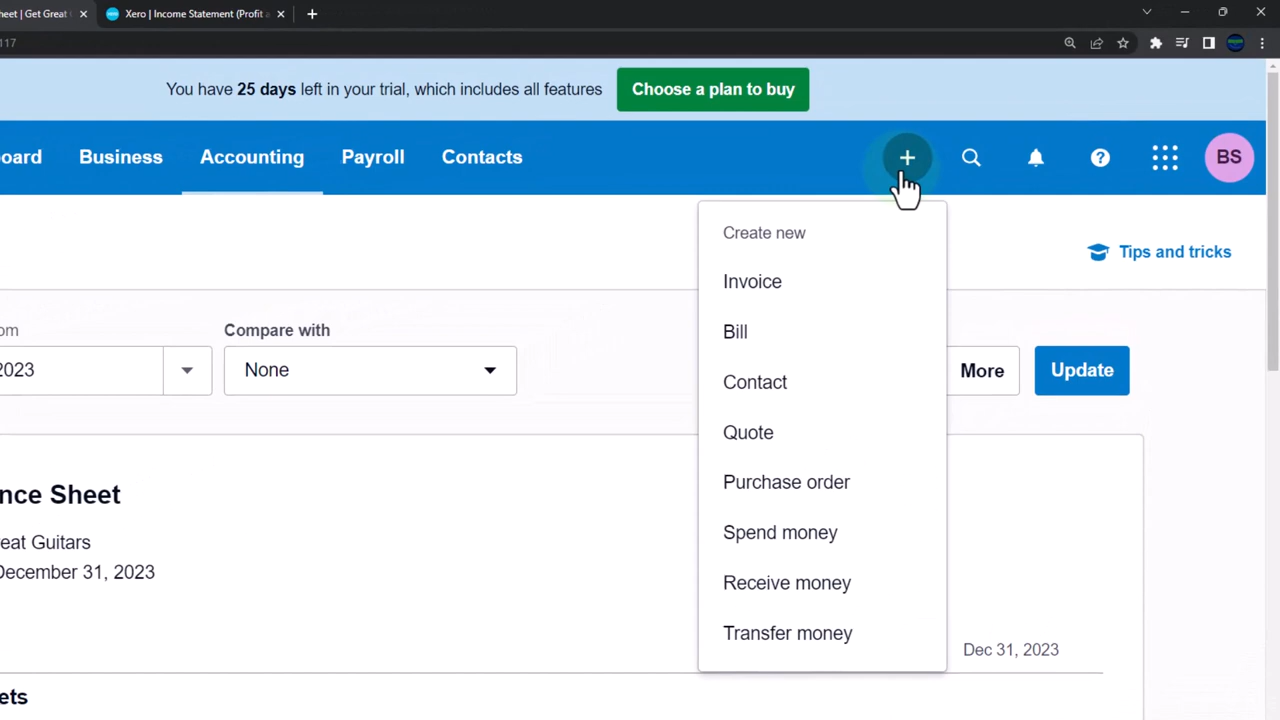 heet | Get Great
Xero | Income Statement (Profit a
117
You have 25 days left in your trial, which includes all features
Choose a plan to buy
oard
Business
Accounting
Payroll
Contacts
BS
Create new
Invoice
Bill
Contact
Quote
Purchase order
Spend money
Receive money
Transfer money
Tips and tricks
om
Compare with
2023
None
More
Update
nce Sheet
eat Guitars
December 31, 2023
Dec 31, 2023
ets